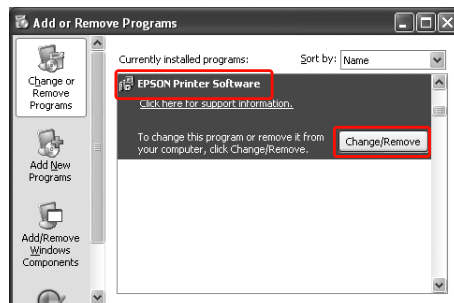 Add or Remove Programs
Change or
Remove
Programs
Add New
Programs
Add/Remove
Windows
Components
Currently installed programs:
Sort by:
Name
EPSON Printer Software
Click here for support information.
To change this program or remove it from
your computer, click Change/Remove.
Change/Remove